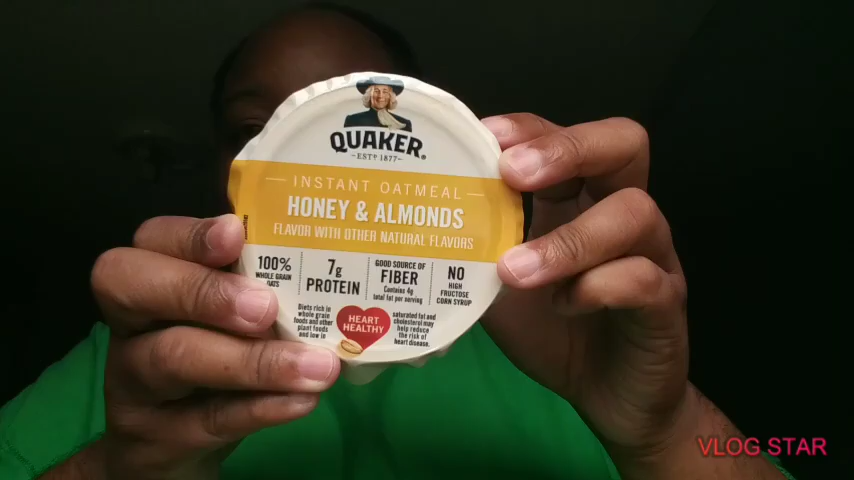 QUAKER®
EST° 1877
INSTANT OATMEAL
HONEY & ALMONDS
FLAVOR WITH OTHER NATURAL FLAVORS
100%
WHOLE GRAIN
OATS
7g
PROTEIN
GOOD SOURCE OF
FIBER
Contains 4g
total fat per serving
NO
HIGH
FRUCTOSE
CORN SYRUP
Diets rich in
whole grain
foods and other
plant foods
and low in
HEART
HEALTHY
saturated fat and
cholesterol may
help reduce
the risk of
heart disease.
VLOG STAR